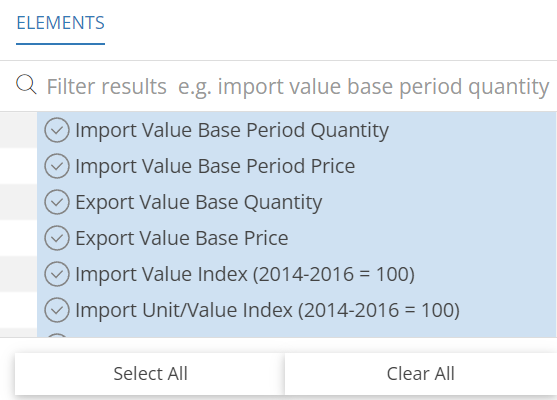 ELEMENTS
Filter results e.g. import value base period quantity
Import Value Base Period Quantity
Import Value Base Period Price
Export Value Base Quantity
Export Value Base Price
Import Value Index (2014-2016 = 100)
Import Unit/Value Index (2014-2016 = 100)
Select All
Clear All